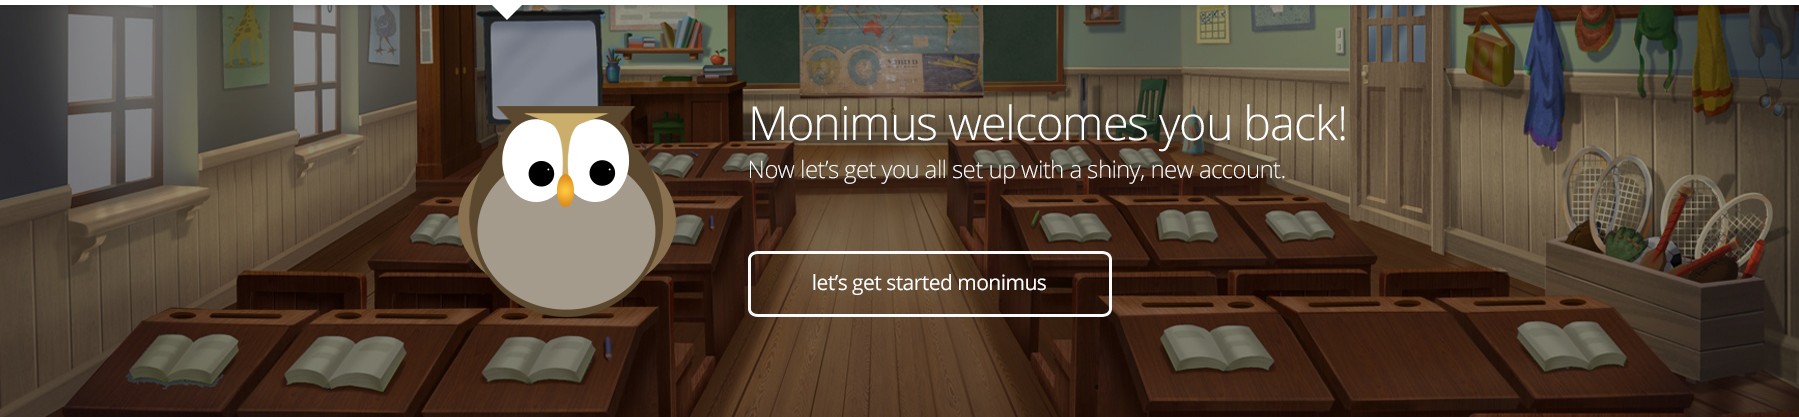 Monimus welcomes you back!
Now let's get you all set up with a shiny, new account.
let's get started monimus